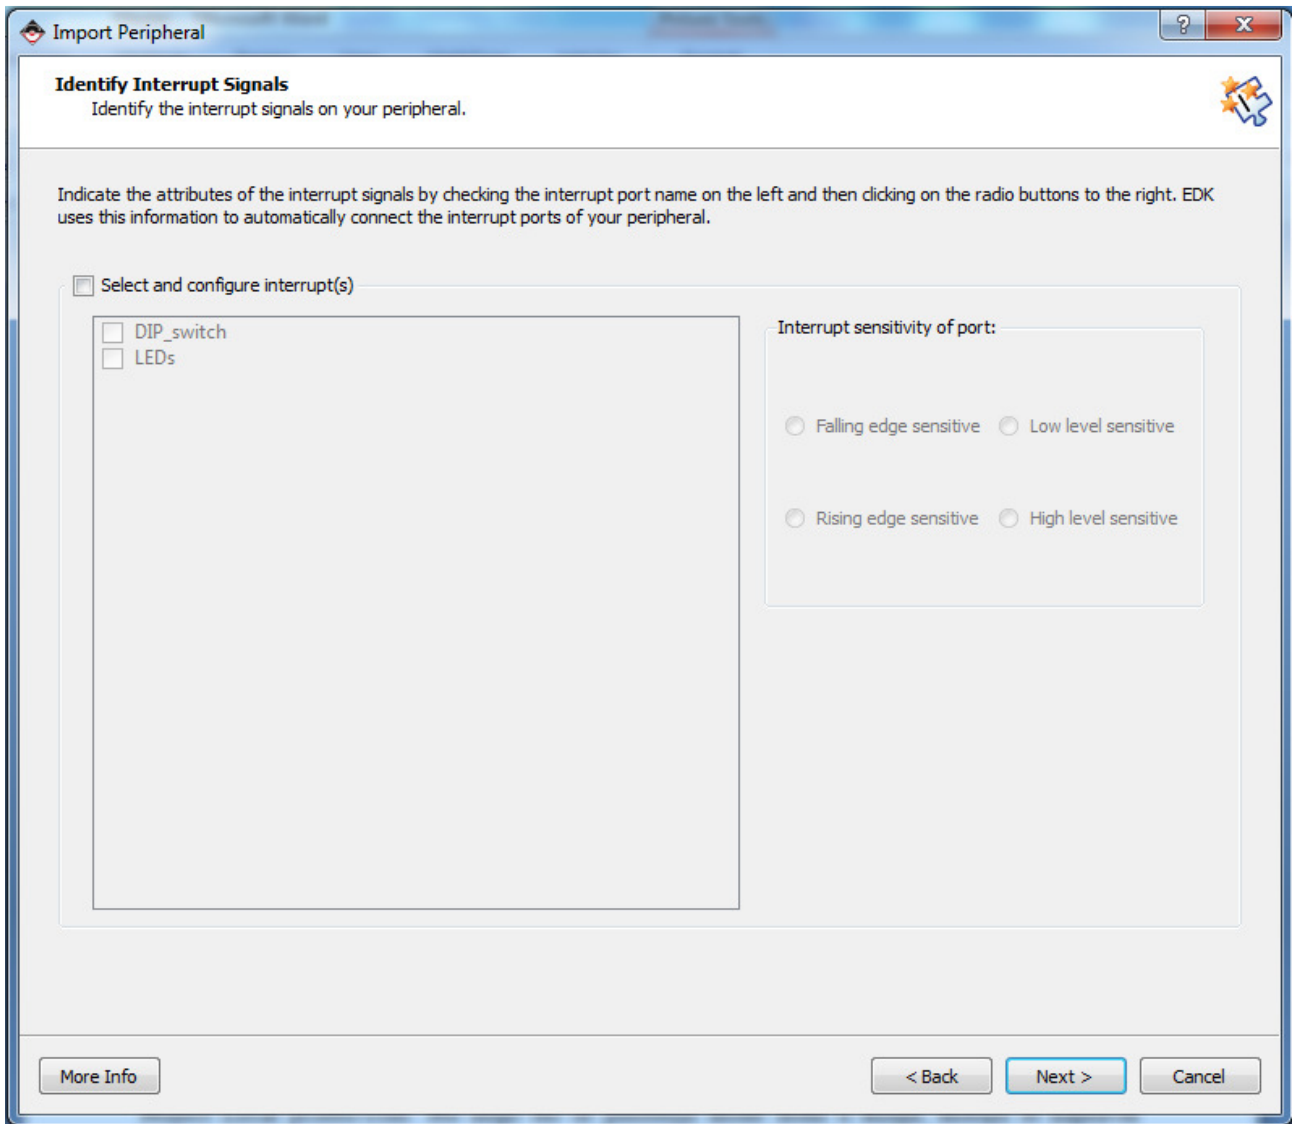 Import Peripheral
?
X
Identify Interrupt Signals
Identify the interrupt signals on your peripheral.
Indicate the attributes of the interrupt signals by checking the interrupt port name on the left and then clicking on the radio buttons to the right. EDK
uses this information to automatically connect the interrupt ports of your peripheral.
Select and configure interrupt(s)
DIP_switch
LEDs
Interrupt sensitivity of port:
Falling edge sensitive
Low level sensitive
Rising edge sensitive
High level sensitive
More Info
< Back
Next >
Cancel